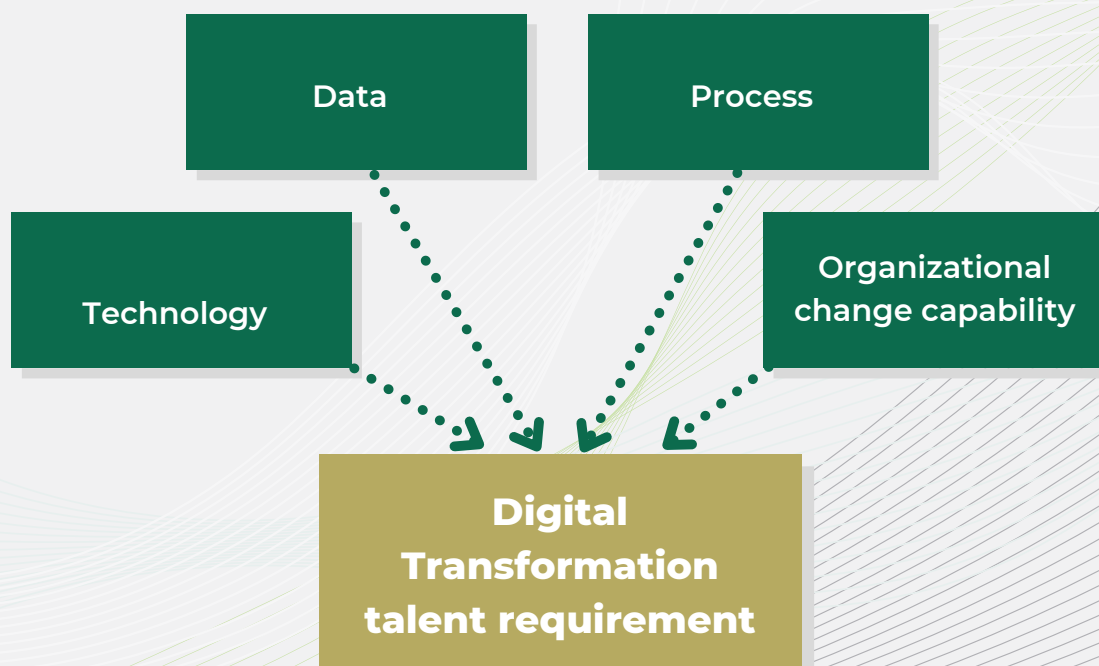 Data
Process
Technology
Organizational
change capability
Digital
Transformation
talent requirement